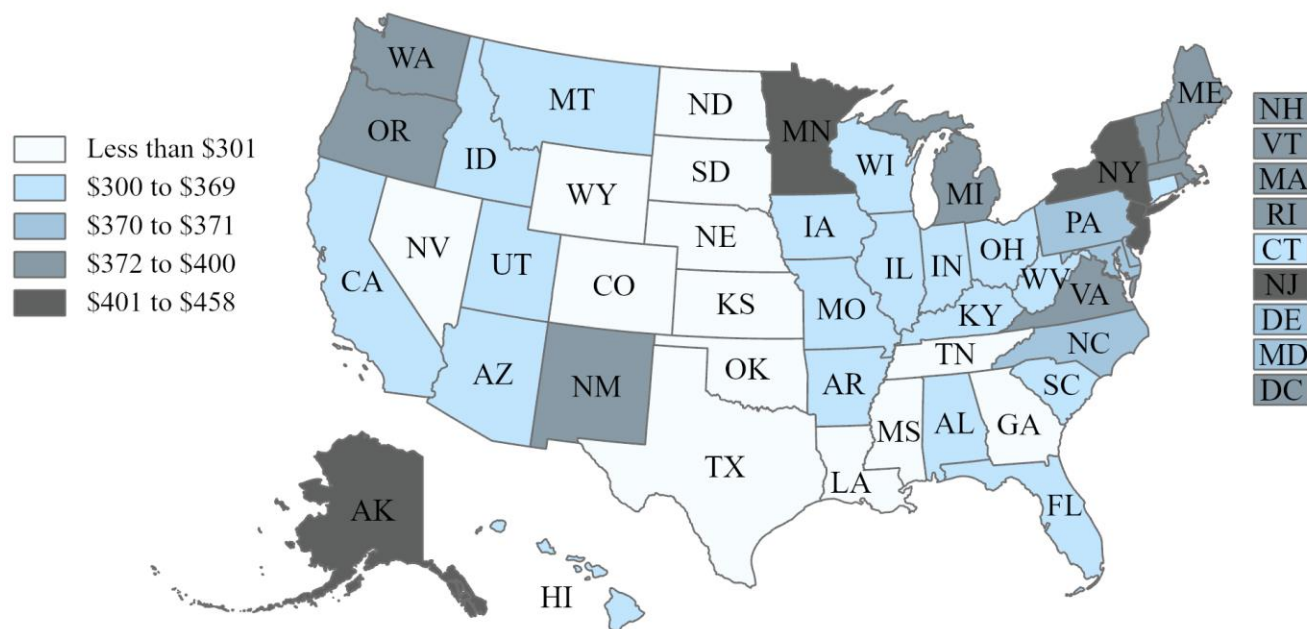 Less than $301
$300 to $369
$370 to $371
$372 to $400
$401 to $458
WA
OR
CA
NV
ID
MT
WY
UT
AZ
CO
NM
ND
SD
NE
KS
OK
TX
MN
IA
MO
AR
LA
WI
IL
MS
MI
IN
OH
KY
TN
AL
GA
FL
SC
NC
VA
WV
PA
NY
ME
AK
HI
NH
VT
MA
RI
CT
NJ
DE
MD
DC